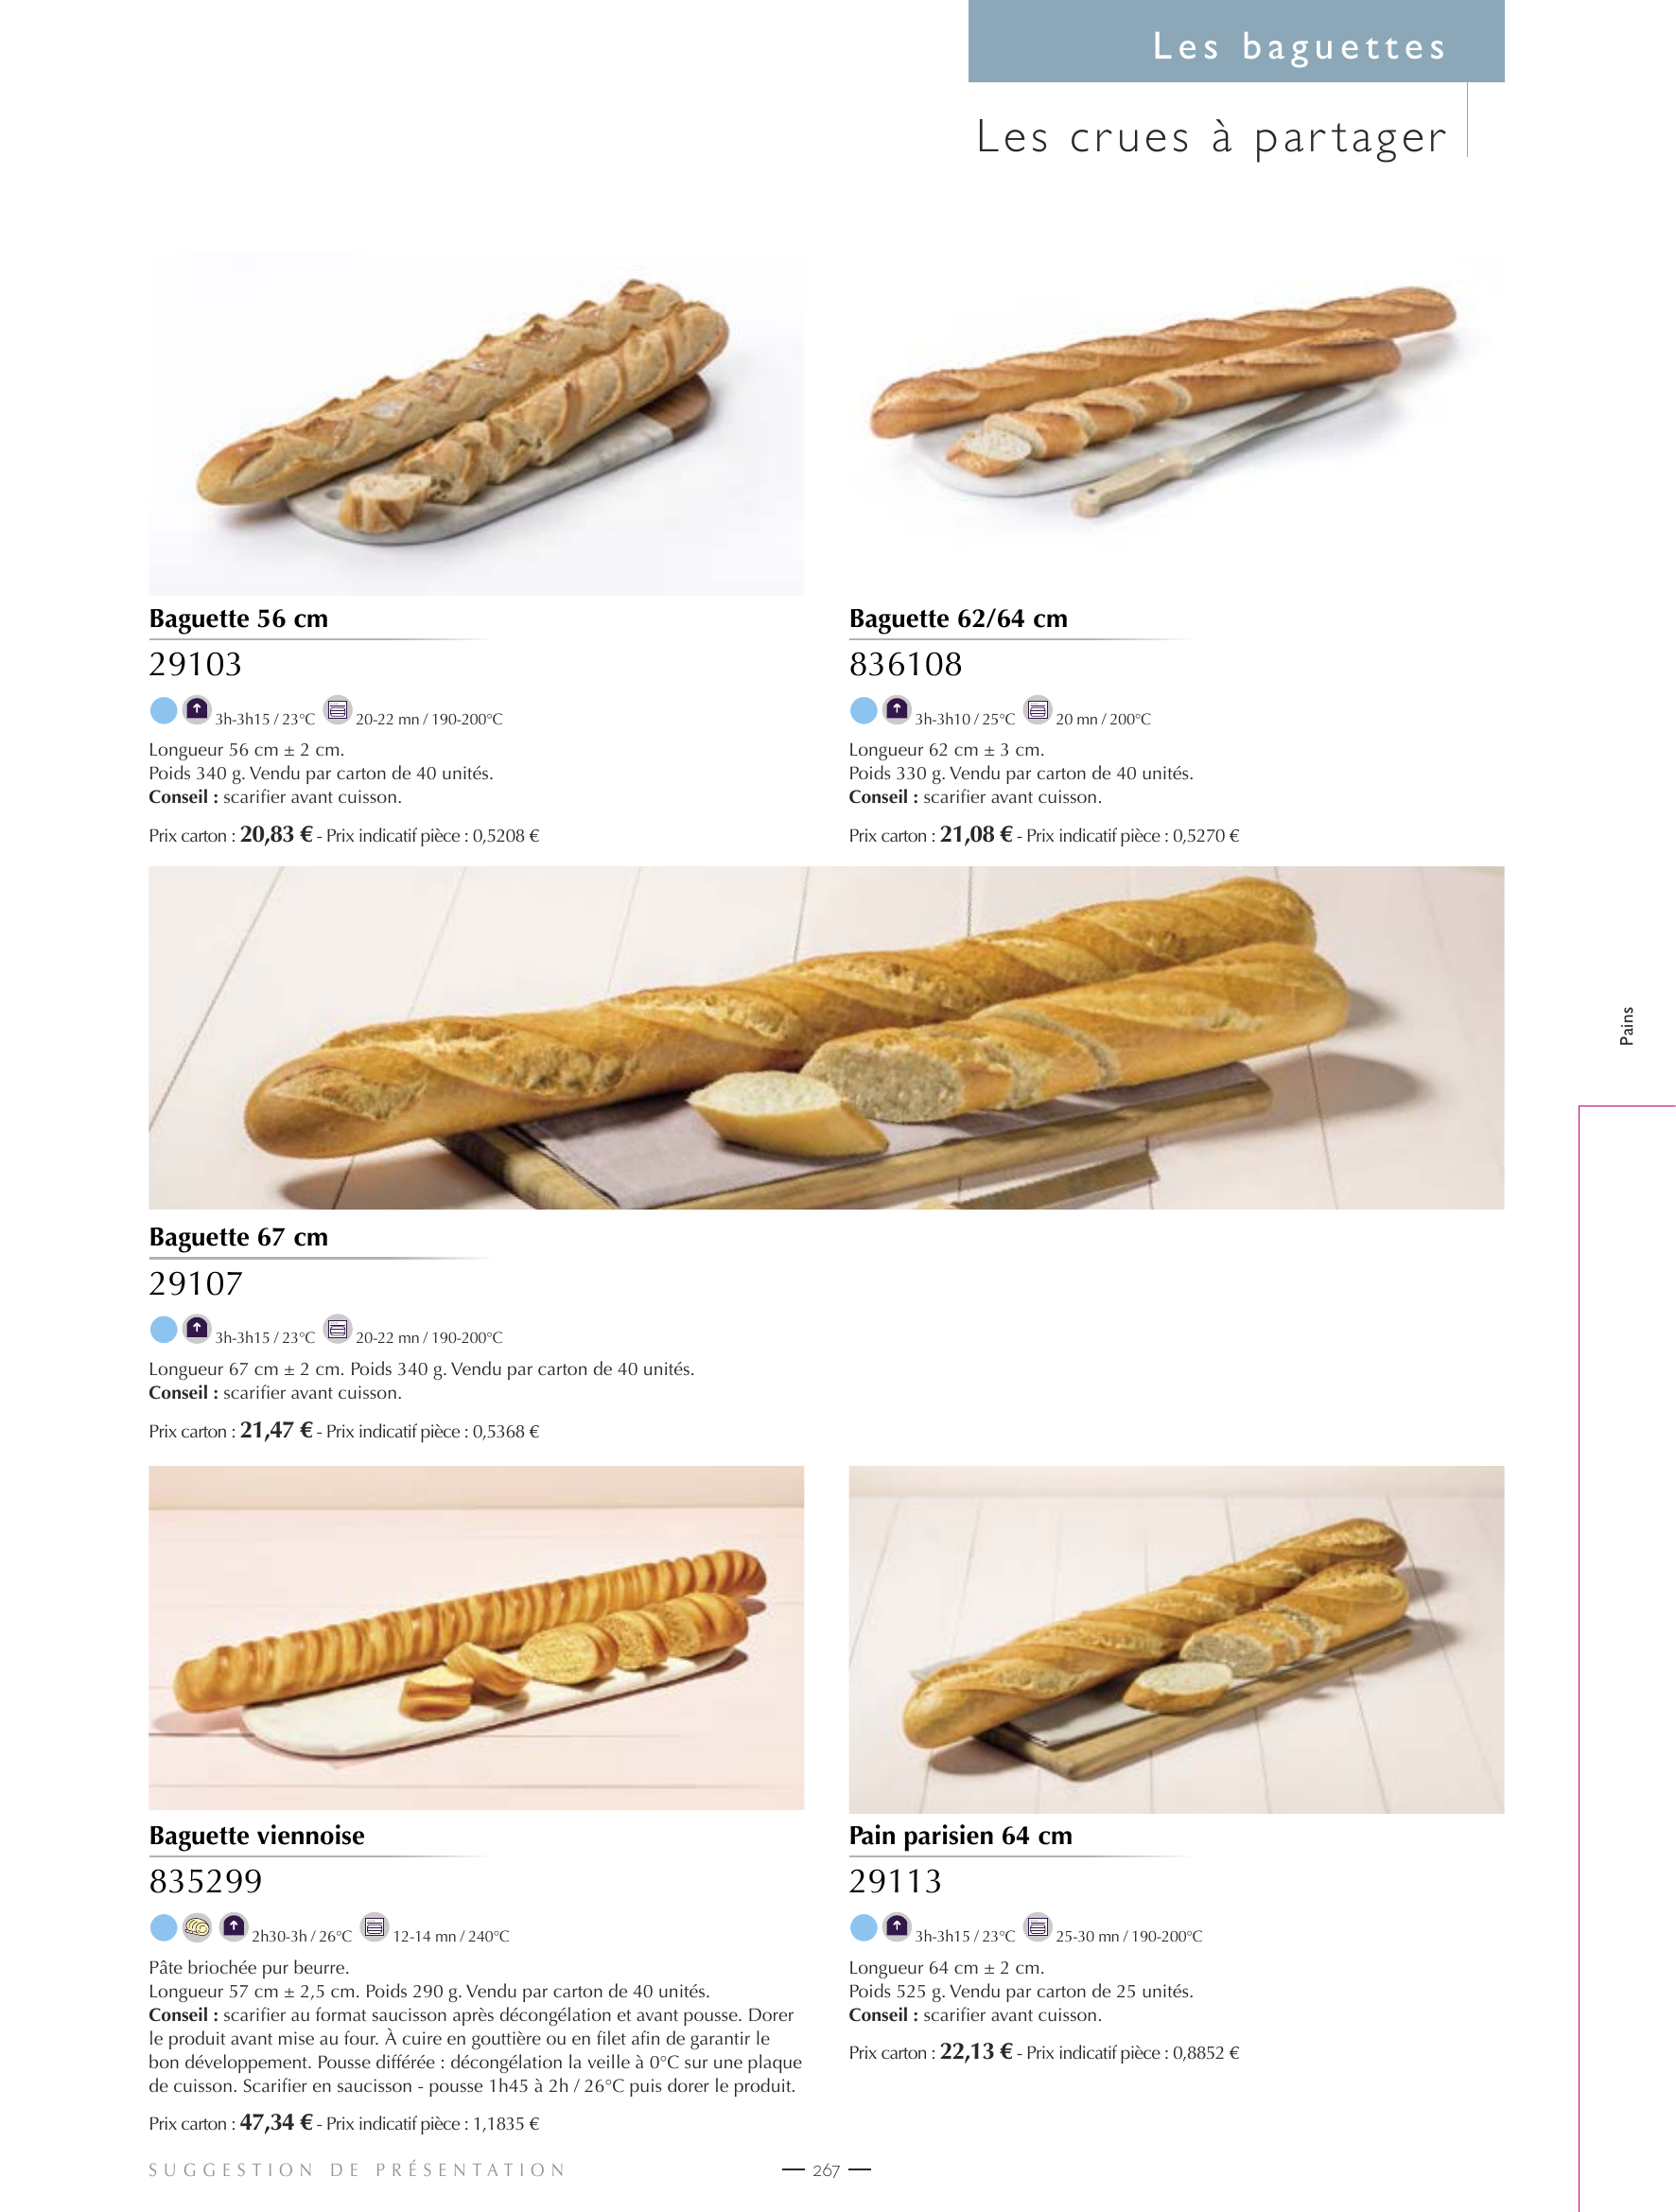 Les baguettes
Les crues à partager
Baguette 56 cm
29103
3h-3h15 / 23°C 20-22 mn / 190-200°C
Longueur 56 cm ± 2 cm.
Poids 340 g. Vendu par carton de 40 unités.
Conseil : scarifier avant cuisson.
Prix carton : 20,83 € - Prix indicatif pièce : 0,5208 €
Baguette 62/64 cm
836108
3h-3h10 / 25°C 20 mn / 200°C
Longueur 62 cm ± 3 cm.
Poids 330 g. Vendu par carton de 40 unités.
Conseil : scarifier avant cuisson.
Prix carton : 21,08 € - Prix indicatif pièce : 0,5270 €
Pains
Baguette 67 cm
29107
3h-3h15 / 23°C 20-22 mn / 190-200°C
Longueur 67 cm ± 2 cm. Poids 340 g. Vendu par carton de 40 unités.
Conseil : scarifier avant cuisson.
Prix carton : 21,47 € - Prix indicatif pièce : 0,5368 €
Baguette viennoise
835299
2h30-3h / 26°C 12-14 mn / 240°C
Pâte briochée pur beurre.
Longueur 57 cm ± 2,5 cm. Poids 290 g. Vendu par carton de 40 unités.
Conseil : scarifier au format saucisson après décongélation et avant pousse. Dorer
le produit avant mise au four. À cuire en gouttière ou en filet afin de garantir le
bon développement. Pousse différée : décongélation la veille à 0°C sur une plaque
de cuisson. Scarifier en saucisson - pousse 1h45 à 2h / 26°C puis dorer le produit.
Prix carton : 47,34 € - Prix indicatif pièce : 1,1835 €
Pain parisien 64 cm
29113
3h-3h15 / 23°C 25-30 mn / 190-200°C
Longueur 64 cm ± 2 cm.
Poids 525 g. Vendu par carton de 25 unités.
Conseil : scarifier avant cuisson.
Prix carton : 22,13 € - Prix indicatif pièce : 0,8852 €
SUGGESTION DE PRÉSENTATION
267